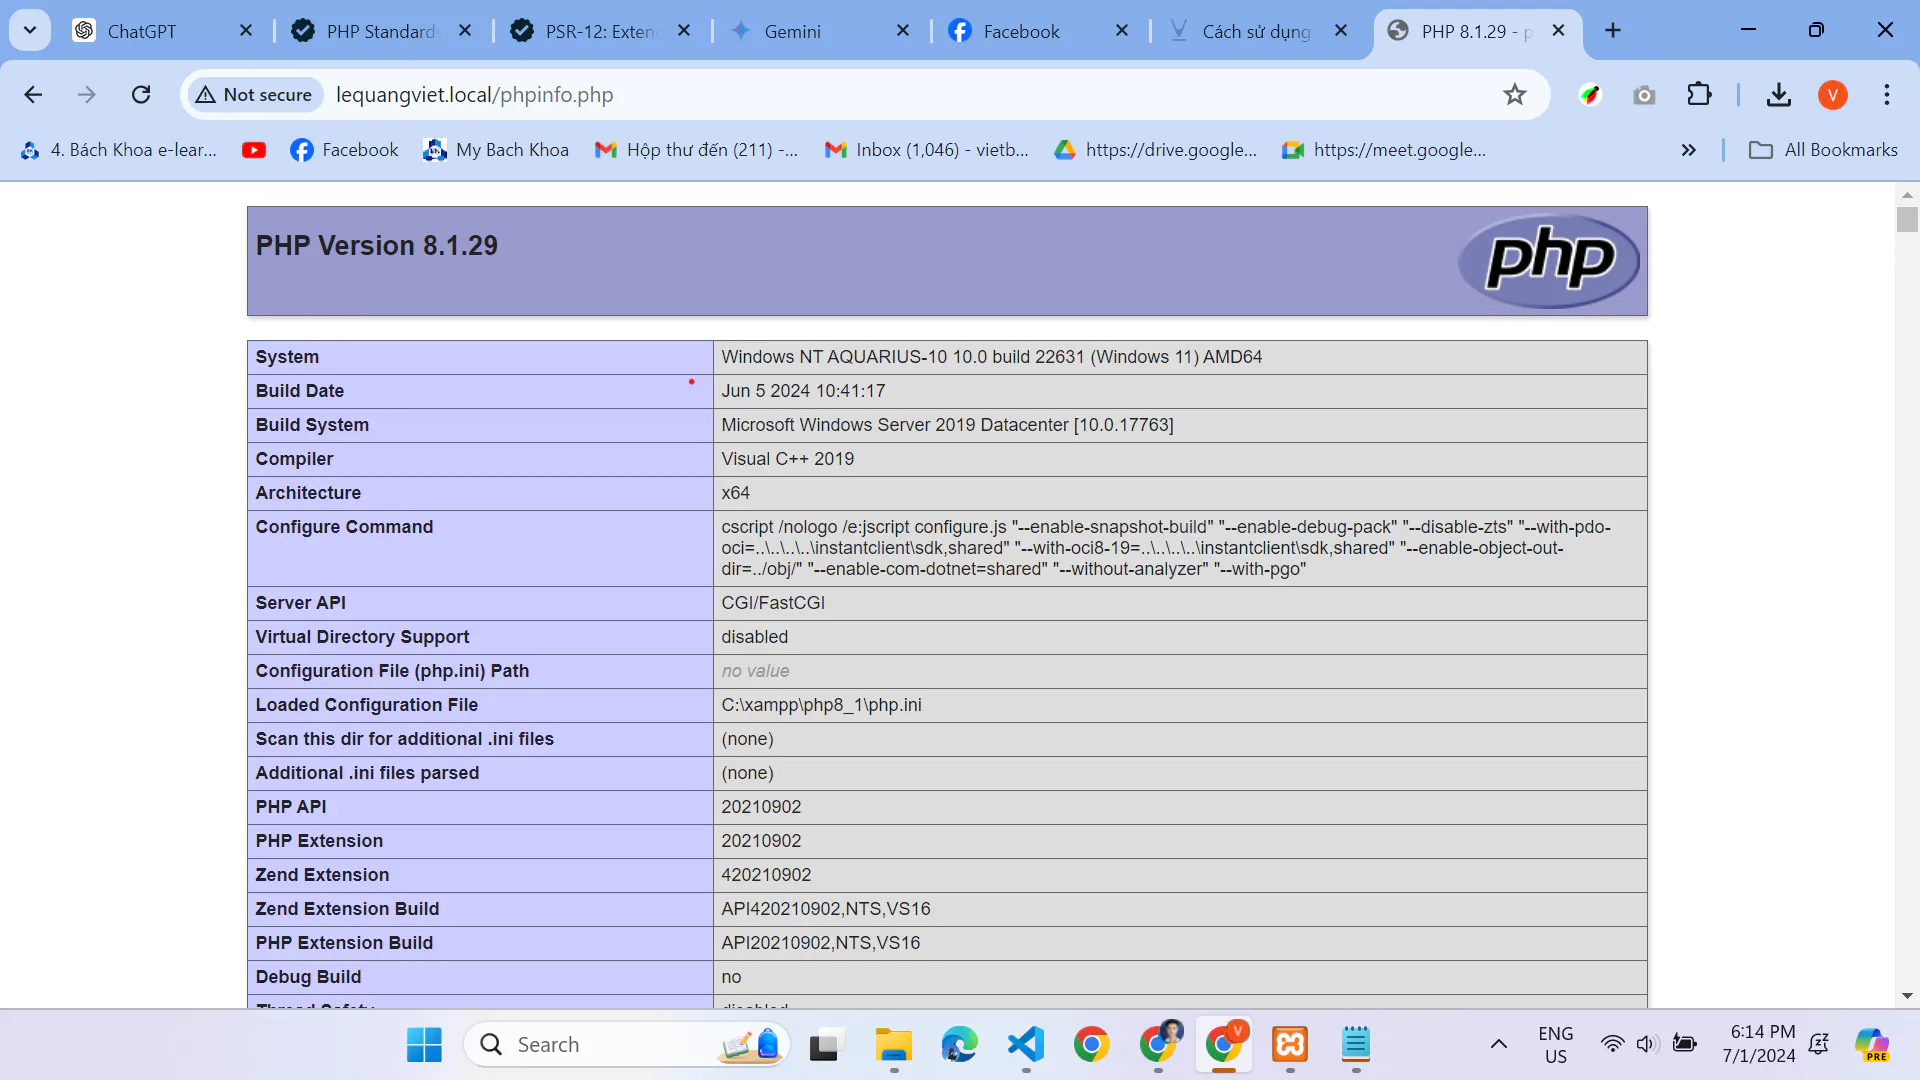 ChatGPT
PHP Standard
PSR-12: Exten
Gemini
Facebook
Cách sử dụng
PHP 8.1.29 - p
Not secure
lequangviet.local/phpinfo.php
V
4. Bách Khoa e-lear...
Facebook
My Bach Khoa
Hộp thư đến (211) -...
Inbox (1,046) - vietb...
https://drive.google...
https://meet.google...
All Bookmarks
PHP Version 8.1.29
php
System Windows NT AQUARIUS-10 10.0 build 22631 (Windows 11) AMD64
Build Date Jun 5 2024 10:41:17
Build System Microsoft Windows Server 2019 Datacenter [10.0.17763]
Compiler Visual C++ 2019
Architecture x64
Configure Command cscript /nologo /e:jscript configure.js "--enable-snapshot-build" "--enable-debug-pack" "--disable-zts" "--with-pdo-
oci=..\..\..\..\instantclient\sdk,shared" "--with-oci8-19=..\..\..\..\instantclient\sdk,shared" "--enable-object-out-
dir=../obj/" "--enable-com-dotnet=shared" "--without-analyzer" "--with-pgo"
Server API CGI/FastCGI
Virtual Directory Support disabled
Configuration File (php.ini) Path no value
Loaded Configuration File C:\xampp\php8_1\php.ini
Scan this dir for additional .ini files (none)
Additional .ini files parsed (none)
PHP API 20210902
PHP Extension 20210902
Zend Extension 420210902
Zend Extension Build API420210902,NTS,VS16
PHP Extension Build API20210902,NTS,VS16
Debug Build no
Thread Safety disabled
Search
V
ENG
US
6:14 PM
7/1/2024
PRE